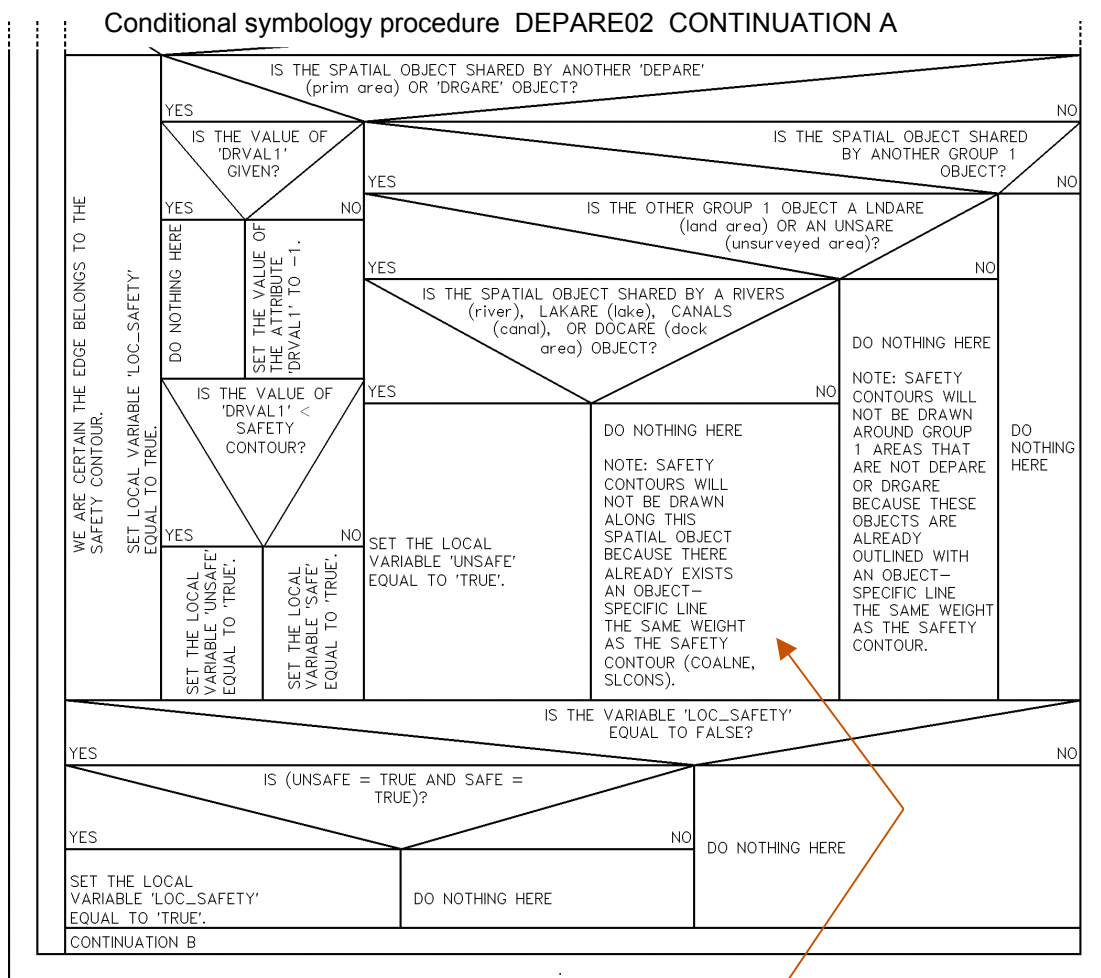 Conditional symbology procedure DEPARE02 CONTINUATION A
IS THE SPATIAL OBJECT SHARED BY ANOTHER 'DEPARE'
(prim area) OR 'DRGARE' OBJECT?
YES
NO
WE ARE CERTAIN THE EDGE BELONGS TO THE
SAFETY CONTOUR.
SET LOCAL VARIABLE 'LOC_SAFETY'
EQUAL TO TRUE.
IS THE VALUE OF
'DRVAL1'
GIVEN?
YES
NO
DO NOTHING HERE
SET THE VALUE OF
THE ATTRIBUTE
'DRVAL1' TO -1.
IS THE VALUE OF
'DRVAL1' <
SAFETY
CONTOUR?
YES
NO
SET THE LOCAL
VARIABLE 'UNSAFE'
EQUAL TO 'TRUE'.
SET THE LOCAL
VARIABLE 'SAFE'
EQUAL TO 'TRUE'.
IS THE SPATIAL OBJECT SHARED
BY ANOTHER GROUP 1
OBJECT?
YES
NO
IS THE OTHER GROUP 1 OBJECT A LNDARE
(land area) OR AN UNSARE
(unsurveyed area)?
YES
NO
IS THE SPATIAL OBJECT SHARED BY A RIVERS
(river), LAKARE (lake), CANALS
(canal), OR DOCARE (dock
area) OBJECT?
YES
NO
SET THE LOCAL
VARIABLE 'UNSAFE'
EQUAL TO 'TRUE'.
DO NOTHING HERE
NOTE: SAFETY
CONTOURS WILL
NOT BE DRAWN
ALONG THIS
SPATIAL OBJECT
BECAUSE THERE
ALREADY EXISTS
AN OBJECT-
SPECIFIC LINE
THE SAME WEIGHT
AS THE SAFETY
CONTOUR (COALNE,
SLCONS).
DO NOTHING HERE
NOTE: SAFETY
CONTOURS WILL
NOT BE DRAWN
AROUND GROUP
1 AREAS THAT
ARE NOT DEPARE
OR DRGARE
BECAUSE THESE
OBJECTS ARE
ALREADY
OUTLINED WITH
AN OBJECT-
SPECIFIC LINE
THE SAME WEIGHT
AS THE SAFETY
CONTOUR.
DO
NOTHING
HERE
IS THE VARIABLE 'LOC_SAFETY'
EQUAL TO FALSE?
YES
NO
IS (UNSAFE = TRUE AND SAFE =
TRUE)?
YES
NO
SET THE LOCAL
VARIABLE 'LOC_SAFETY'
EQUAL TO 'TRUE'.
DO NOTHING HERE
DO NOTHING HERE
CONTINUATION B